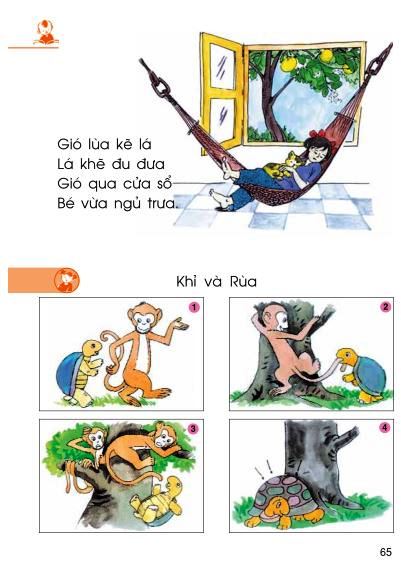 Gió lùa kẽ lá
Lá khẽ đu đưa
Gió qua cửa sổ
Bé vừa ngủ trưa.
Khỉ và Rùa
1
2
3
4
65